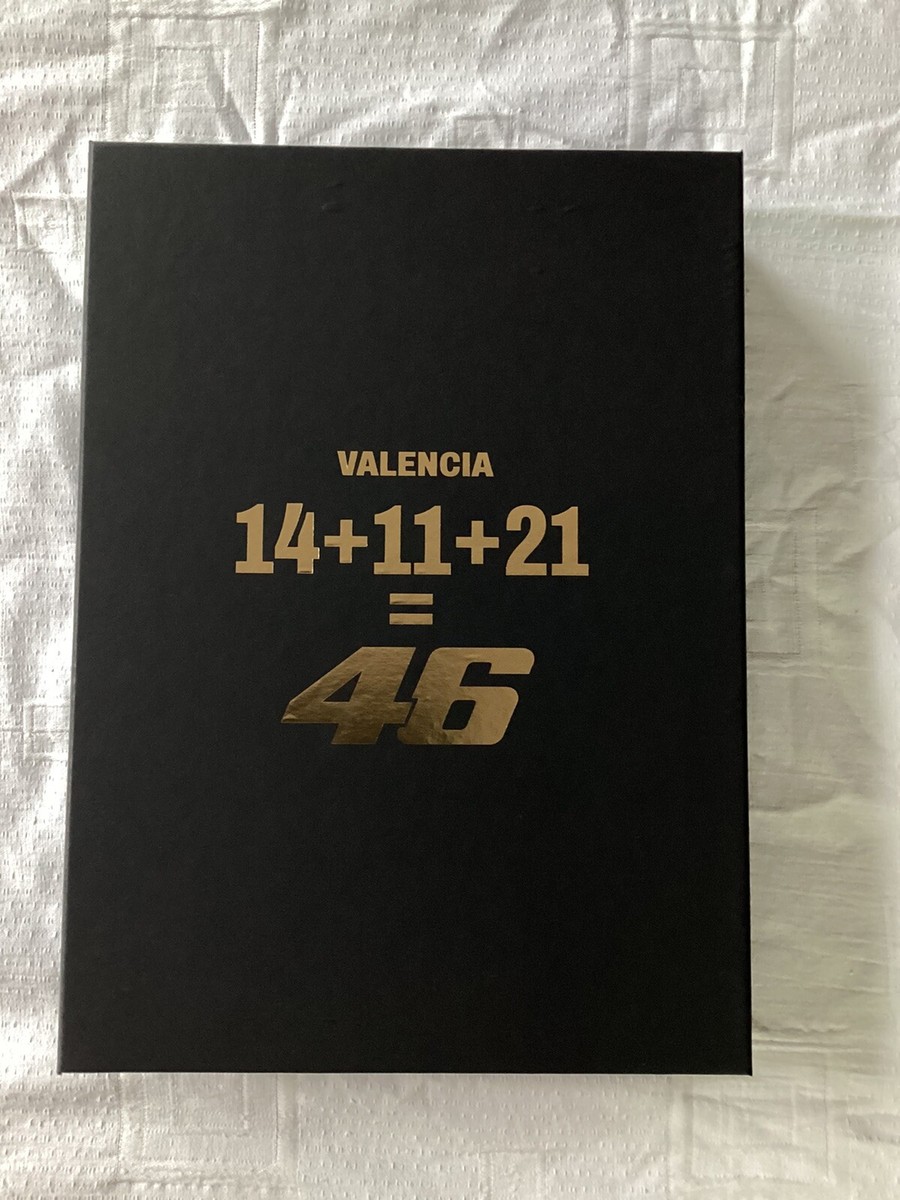 VALENCIA
14+11+21
=
46